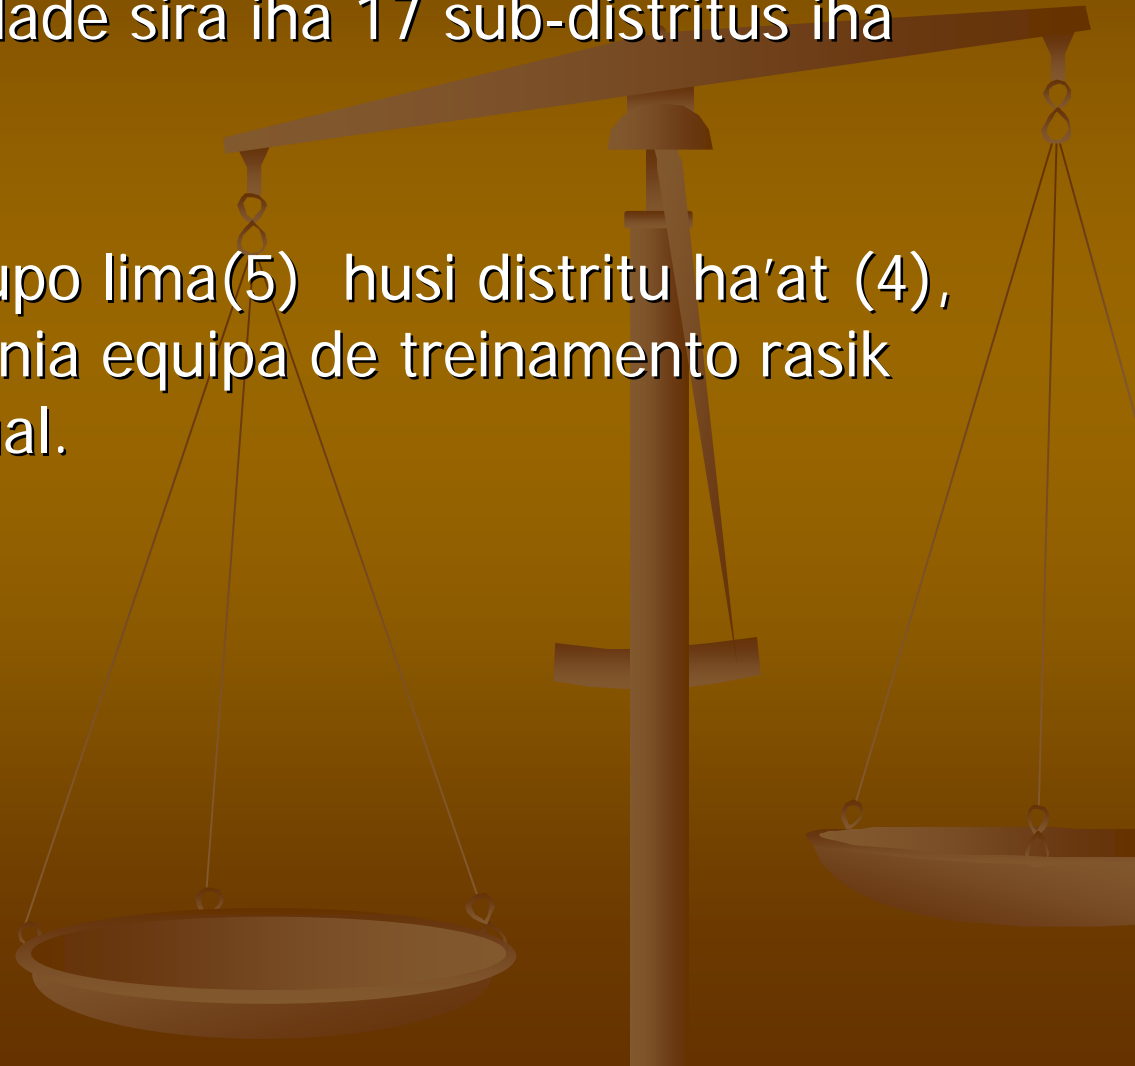 lade sira iha 17 sub-distritus iha
upo lima(5) husi distritu ha'at (4),
nia equipa de treinamento rasik
ual.